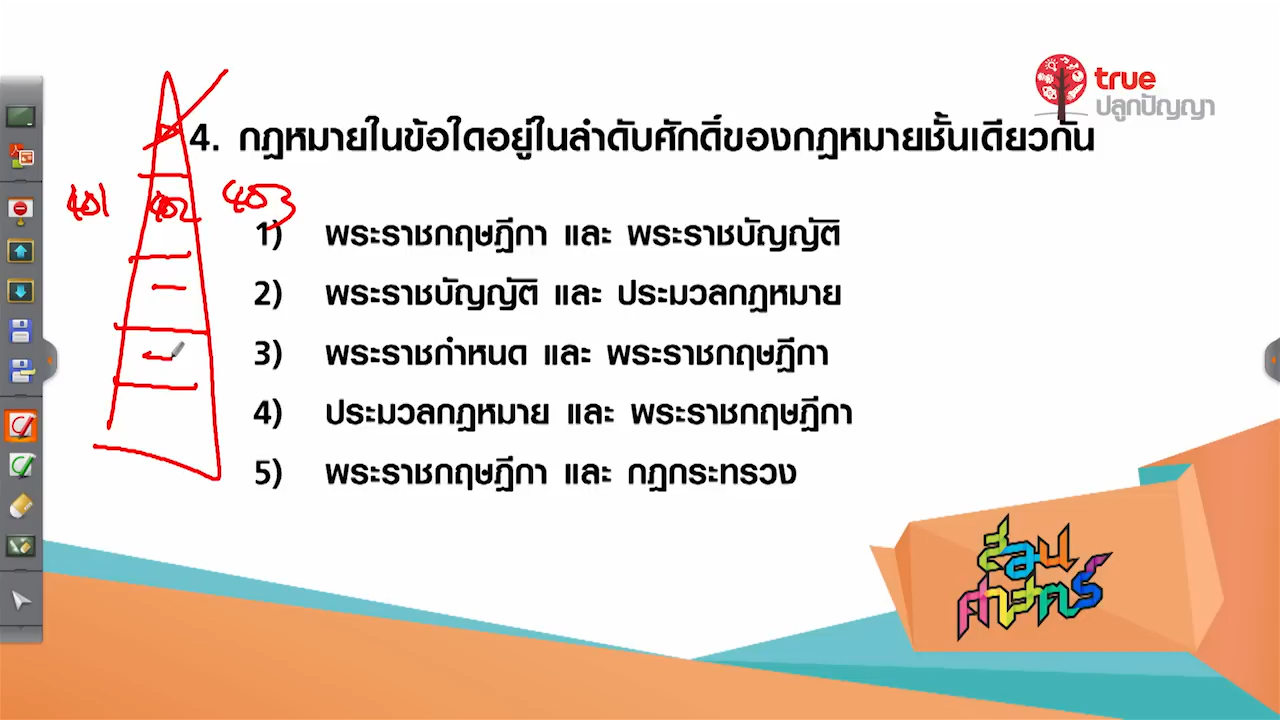 true
ปลูกปัญญา
4. กฎหมายในข้อใดอยู่ในลำดับศักดิ์ของกฎหมายชั้นเดียวกัน
401 402 403
1) พระราชกฤษฎีกา และ พระราชบัญญัติ
2) พระราชบัญญัติ และ ประมวลกฎหมาย
3) พระราชกำหนด และ พระราชกฤษฎีกา
4) ประมวลกฎหมาย และ พระราชกฤษฎีกา
5) พระราชกฤษฎีกา และ กฎกระทรวง
สอน
ศาสตร์